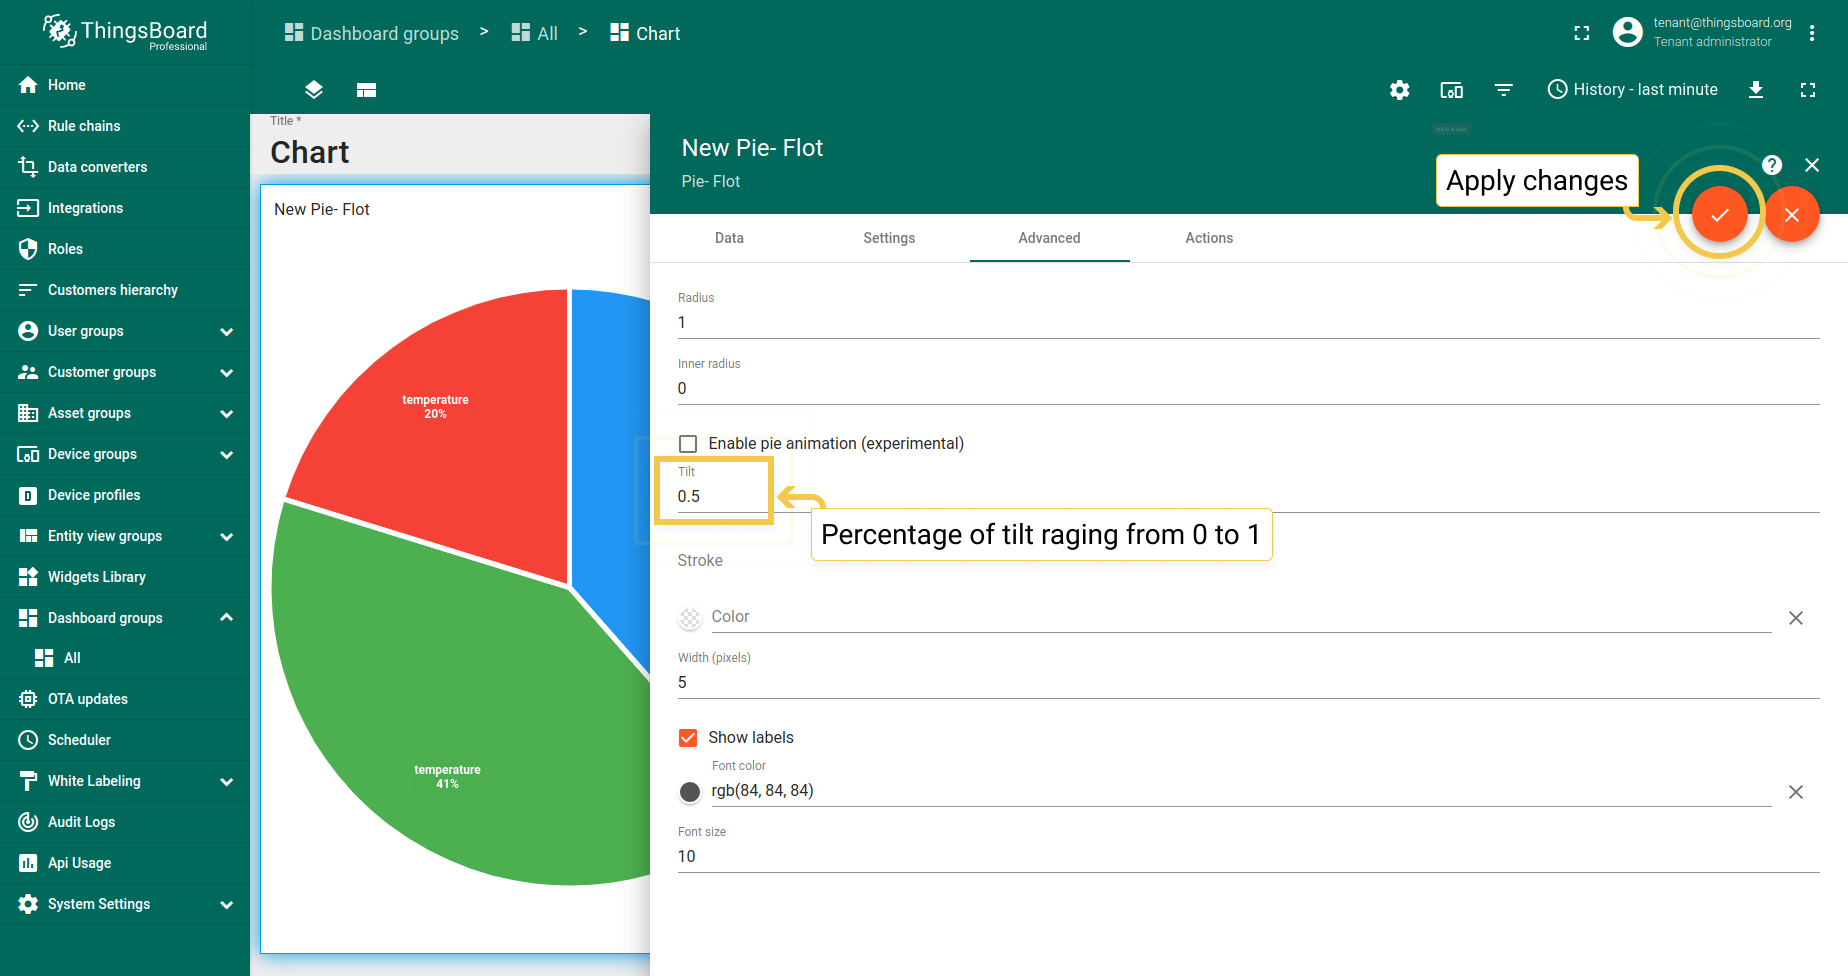 ThingsBoard
Professional
Dashboard groups > All > Chart
tenant@thingsboard.org
Tenant administrator
Home
Rule chains
Data converters
Integrations
Roles
Customers hierarchy
User groups
Customer groups
Asset groups
Device groups
Device profiles
Entity view groups
Widgets Library
Dashboard groups
All
OTA updates
Scheduler
White Labeling
Audit Logs
Api Usage
System Settings
History - last minute
Title *
Chart
New Pie- Flot
temperature
20%
temperature
41%
New Pie- Flot
Pie- Flot
Apply changes
Data
Settings
Advanced
Actions
Radius
1
Inner radius
0
Enable pie animation (experimental)
Tilt
0.5
Percentage of tilt raging from 0 to 1
Stroke
Color
Width (pixels)
5
Show labels
Font color
rgb(84, 84, 84)
Font size
10